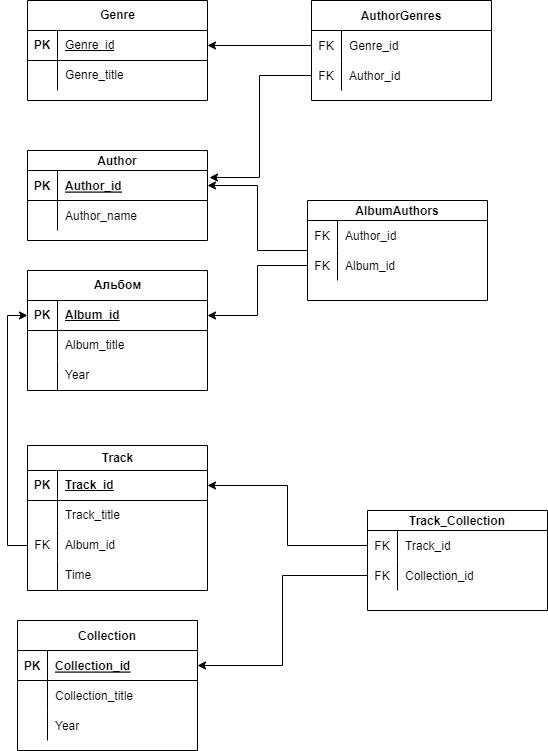 Genre
PK Genre_id
Genre_title
AuthorGenres
FK Genre_id
FK Author_id
Author
PK Author_id
Author_name
AlbumAuthors
FK Author_id
FK Album_id
Альбом
PK Album_id
Album_title
Year
Track
PK Track_id
Track_title
FK Album_id
Time
Track_Collection
FK Track_id
FK Collection_id
Collection
PK Collection_id
Collection_title
Year